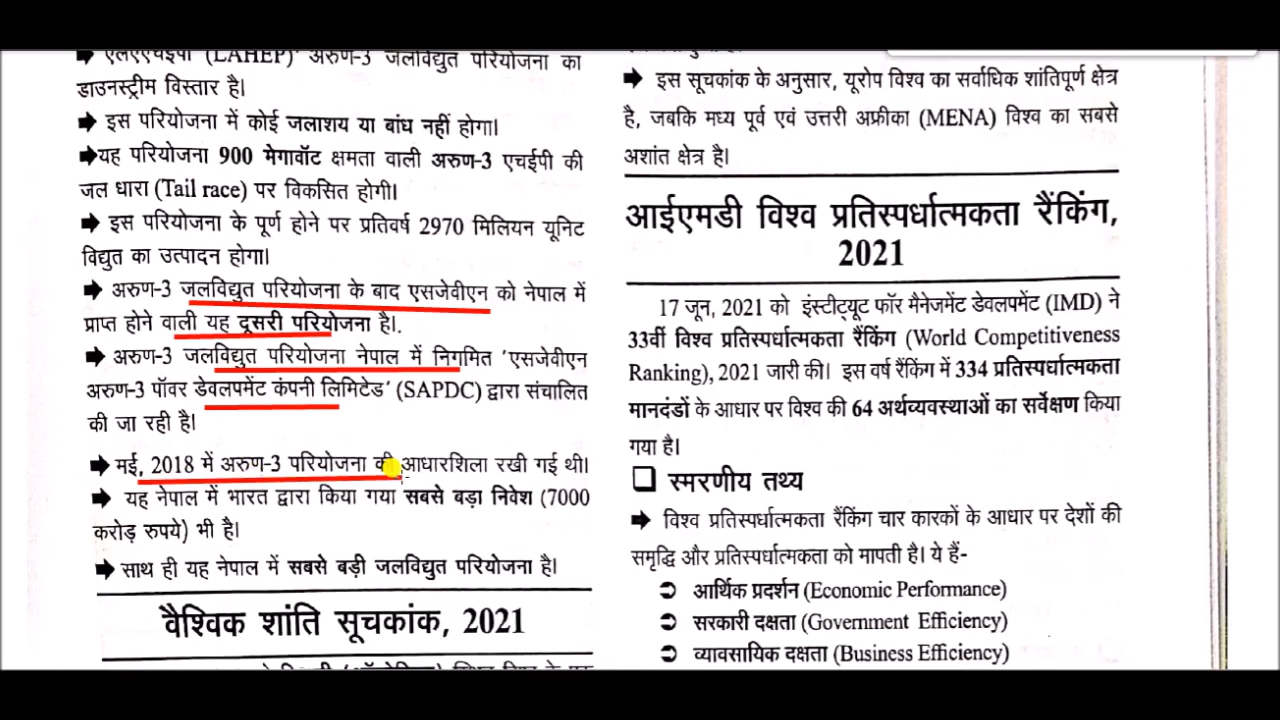 एलएएचईपी (LAHEP)' अरुण-3 जलविद्युत परियोजना का
डाउनस्ट्रीम विस्तार है।
➡ इस परियोजना में कोई जलाशय या बांध नहीं होगा।
➡यह परियोजना 900 मेगावॉट क्षमता वाली अरुण-3 एचईपी की
जल धारा (Tail race) पर विकसित होगी।
➡ इस परियोजना के पूर्ण होने पर प्रतिवर्ष 2970 मिलियन यूनिट
विद्युत का उत्पादन होगा।
➡ अरुण-3 जलविद्युत परियोजना के बाद एसजेवीएन को नेपाल में
प्राप्त होने वाली यह दूसरी परियोजना है।.
➡ अरुण-3 जलविद्युत परियोजना नेपाल में निगमित 'एसजेवीएन
अरुण-3 पॉवर डेवलपमेंट कंपनी लिमिटेड' (SAPDC) द्वारा संचालित
की जा रही है।
➡ मई, 2018 में अरुण-3 परियोजना की आधारशिला रखी गई थी।
➡ यह नेपाल में भारत द्वारा किया गया सबसे बड़ा निवेश (7000
करोड़ रुपये) भी है।
➡ साथ ही यह नेपाल में सबसे बड़ी जलविद्युत परियोजना है।
वैश्विक शांति सूचकांक, 2021
➡ इस सूचकांक के अनुसार, यूरोप विश्व का सर्वाधिक शांतिपूर्ण क्षेत्र
है, जबकि मध्य पूर्व एवं उत्तरी अफ्रीका (MENA) विश्व का सबसे
अशांत क्षेत्र है।
आईएमडी विश्व प्रतिस्पर्धात्मकता रैंकिंग,
2021
17 जून, 2021 को इंस्टीट्यूट फॉर मैनेजमेंट डेवलपमेंट (IMD) ने
33वीं विश्व प्रतिस्पर्धात्मकता रैंकिंग (World Competitiveness
Ranking), 2021 जारी की। इस वर्ष रैंकिंग में 334 प्रतिस्पर्धात्मकता
मानदंडों के आधार पर विश्व की 64 अर्थव्यवस्थाओं का सर्वेक्षण किया
गया है।
❑ स्मरणीय तथ्य
➡ विश्व प्रतिस्पर्धात्मकता रैंकिंग चार कारकों के आधार पर देशों की
समृद्धि और प्रतिस्पर्धात्मकता को मापती है। ये हैं-
➲ आर्थिक प्रदर्शन (Economic Performance)
➲ सरकारी दक्षता (Government Efficiency)
➲ व्यावसायिक दक्षता (Business Efficiency)